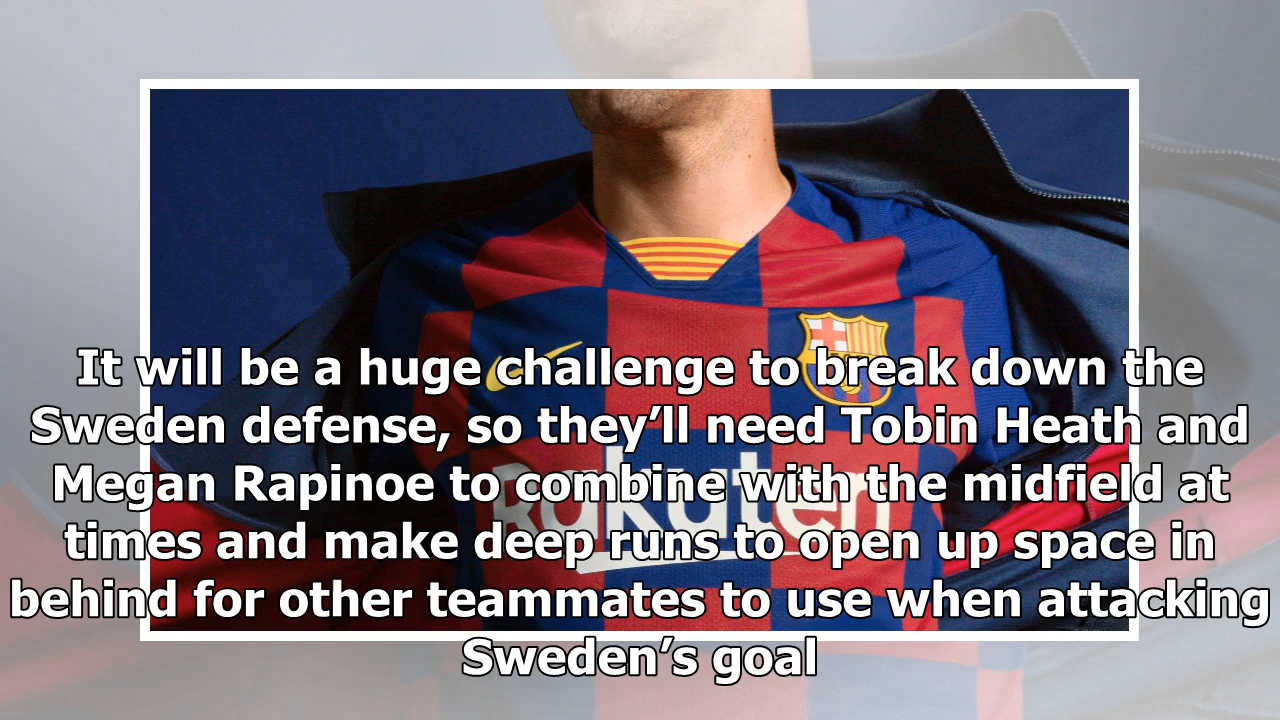 It will be a huge challenge to break down the
Sweden defense, so they’ll need Tobin Heath and
Megan Rapinoe to combine with the midfield at
times and make deep runs to open up space in
behind for other teammates to use when attacking
Sweden’s goal
Rakuten